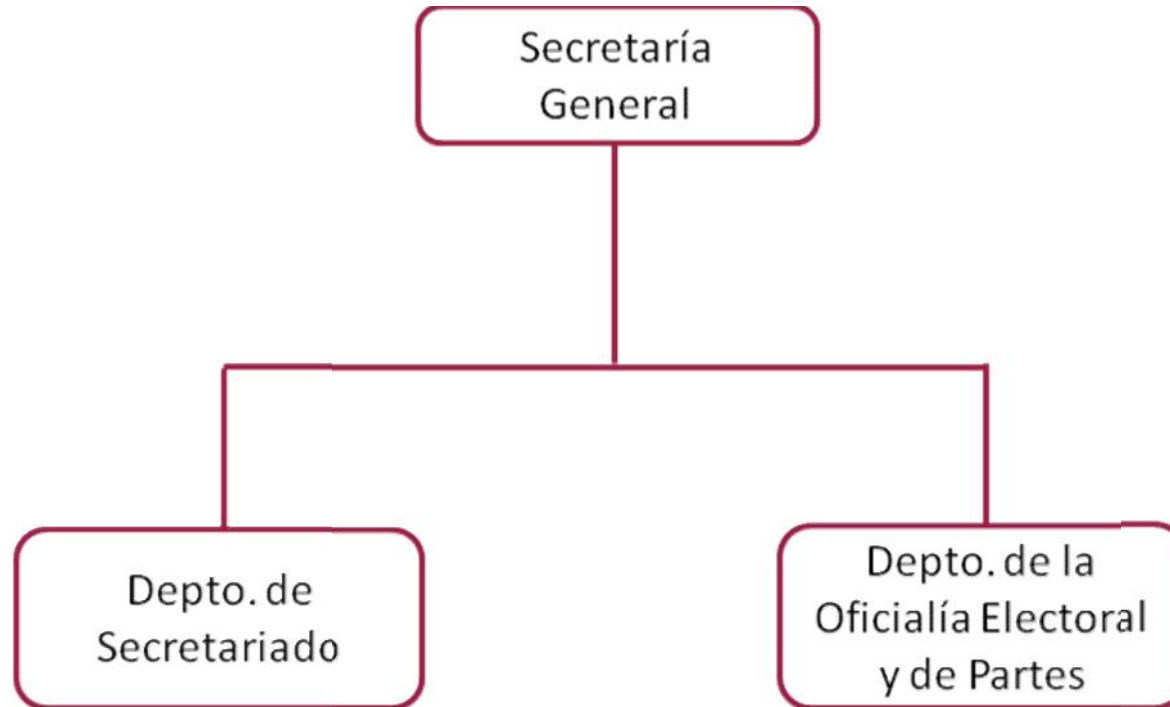 Secretaría
General
Depto. de
Secretariado
Depto. de la
Oficialía Electoral
y de Partes